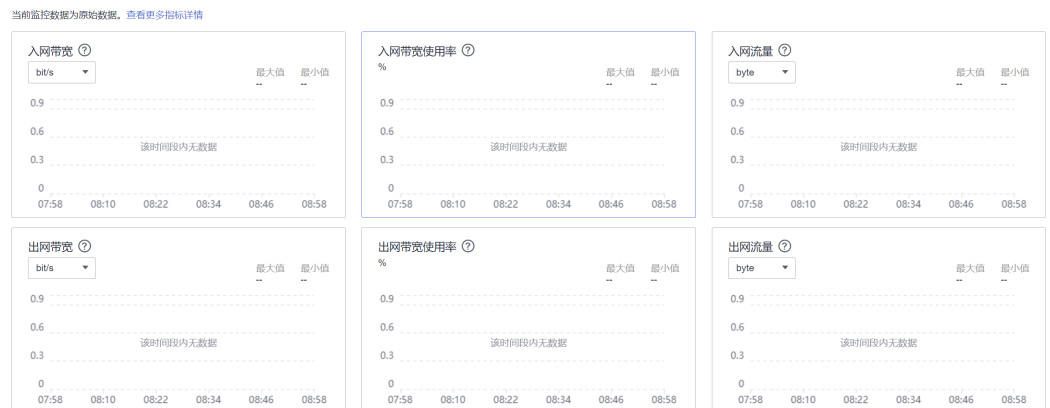 当前监控数据为原始数据。查看更多指标详情
入网带宽 ?
bit/s
最大值 最小值
-- --
0.9
0.6
该时间段内无数据
0.3
0
07:58 08:10 08:22 08:34 08:46 08:58
入网带宽使用率 ?
%
最大值 最小值
-- --
0.9
0.6
该时间段内无数据
0.3
0
07:58 08:10 08:22 08:34 08:46 08:58
入网流量 ?
byte
最大值 最小值
-- --
0.9
0.6
该时间段内无数据
0.3
0
07:58 08:10 08:22 08:34 08:46 08:58
出网带宽 ?
bit/s
最大值 最小值
-- --
0.9
0.6
该时间段内无数据
0.3
0
07:58 08:10 08:22 08:34 08:46 08:58
出网带宽使用率 ?
%
最大值 最小值
-- --
0.9
0.6
该时间段内无数据
0.3
0
07:58 08:10 08:22 08:34 08:46 08:58
出网流量 ?
byte
最大值 最小值
-- --
0.9
0.6
该时间段内无数据
0.3
0
07:58 08:10 08:22 08:34 08:46 08:58